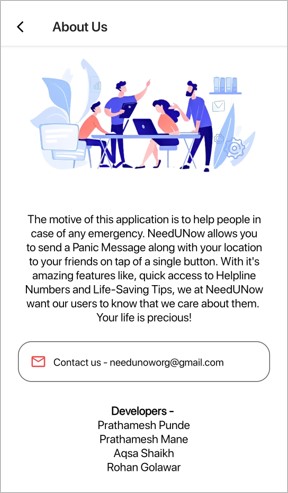 About Us
The motive of this application is to help people in
case of any emergency. NeedUNow allows you
to send a Panic Message along with your location
to your friends on tap of a single button. With it's
amazing features like, quick access to Helpline
Numbers and Life-Saving Tips, we at NeedUNow
want our users to know that we care about them.
Your life is precious!
Contact us - needunoworg@gmail.com
Developers -
Prathamesh Punde
Prathamesh Mane
Aqsa Shaikh
Rohan Golawar